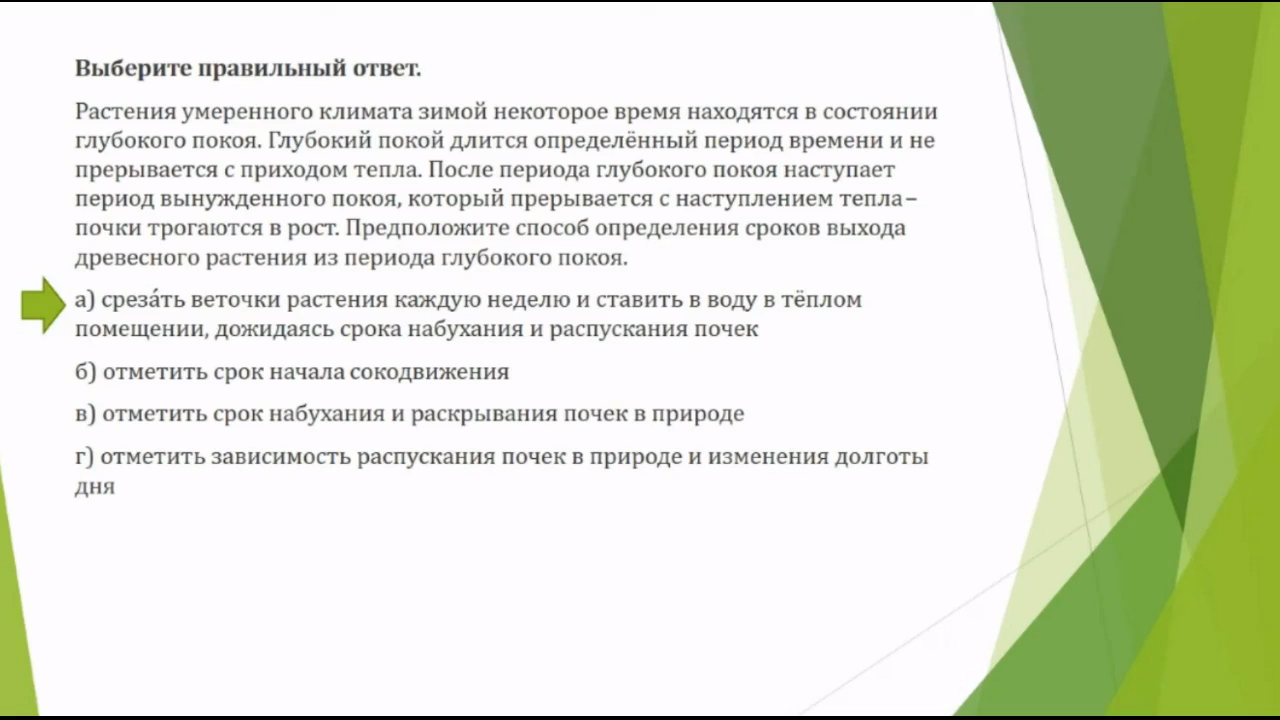 Выберите правильный ответ.
Растения умеренного климата зимой некоторое время находятся в состоянии
глубокого покоя. Глубокий покой длится определённый период времени и не
прерывается с приходом тепла. После периода глубокого покоя наступает
период вынужденного покоя, который прерывается с наступлением тепла–
почки трогаются в рост. Предположите способ определения сроков выхода
древесного растения из периода глубокого покоя.
а) среза́ть веточки растения каждую неделю и ставить в воду в тёплом
помещении, дожидаясь срока набухания и распускания почек
б) отметить срок начала сокодвижения
в) отметить срок набухания и раскрывания почек в природе
г) отметить зависимость распускания почек в природе и изменения долготы
дня